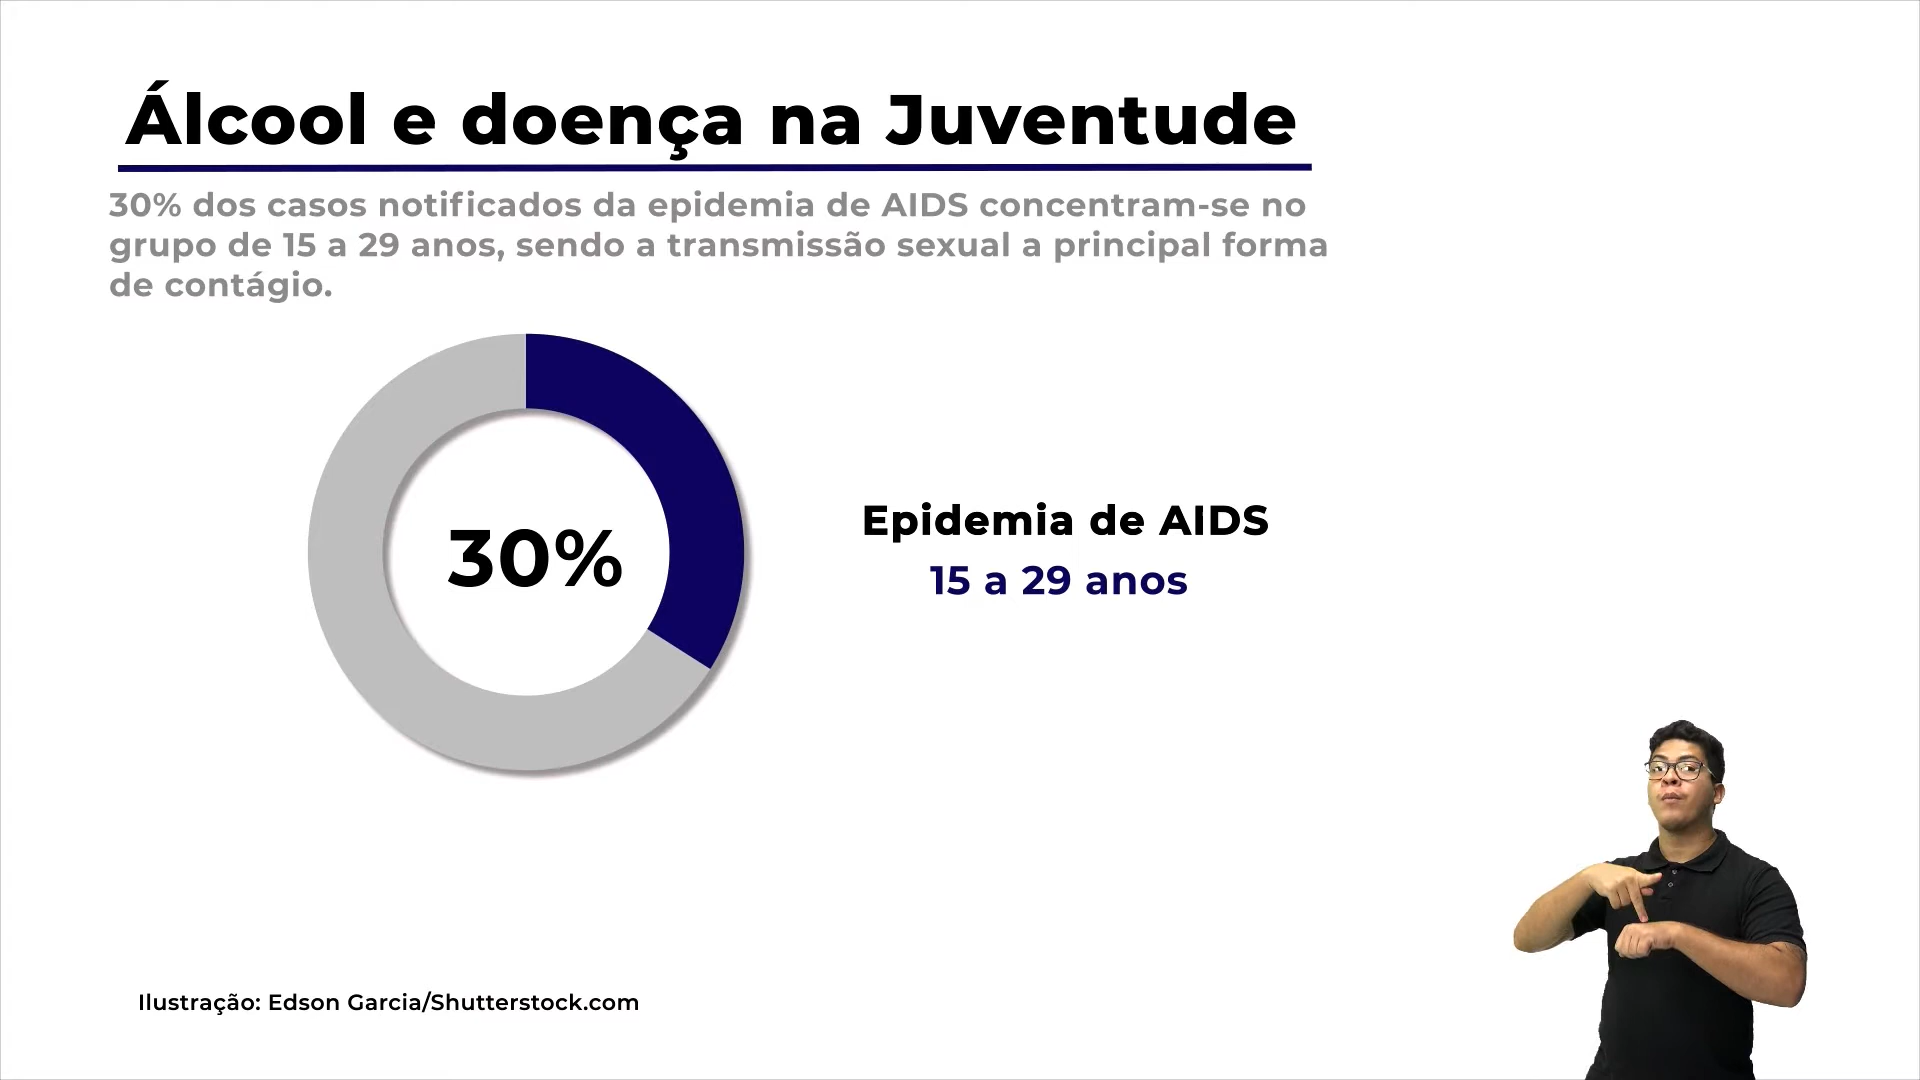 Álcool e doença na Juventude
30% dos casos notificados da epidemia de AIDS concentram-se no
grupo de 15 a 29 anos, sendo a transmissão sexual a principal forma
de contágio.
30%
Epidemia de AIDS
15 a 29 anos
Ilustração: Edson Garcia/Shutterstock.com